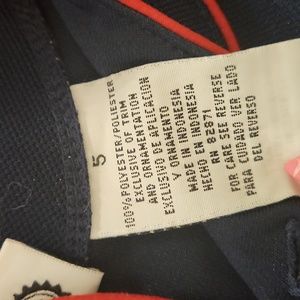 5
100%POLYESTER/POLIESTER
EXCLUSIVE OF TRIM
AND ORNAMENTATION
EXCLUSIVO DE APLICACION
Y ORNAMENTO
MADE IN INDONESIA
HECHO EN INDONESIA
RN 82871
FOR CARE SEE REVERSE
PARA CUIDADO VER LADO
DEL REVERSO